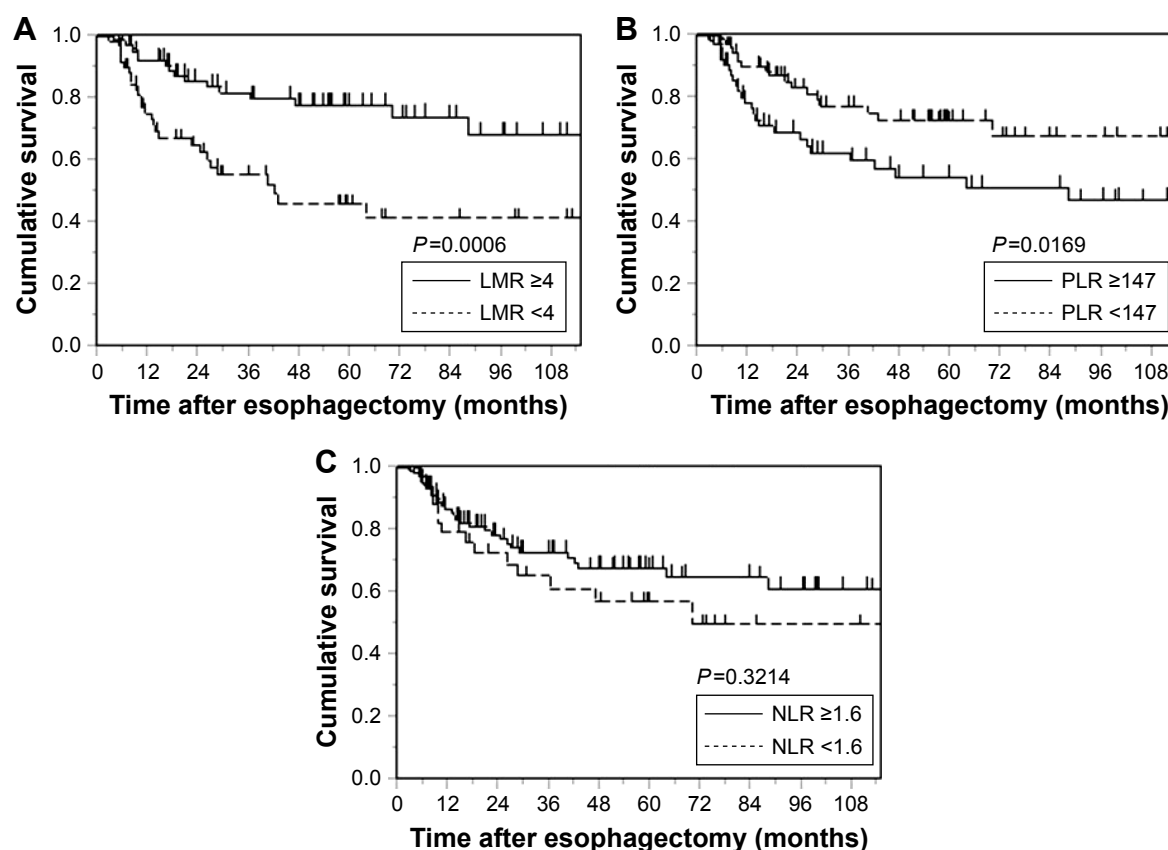 A
Cumulative survival
1.0
0.8
0.6
0.4
0.2
0.0
P=0.0006
LMR ≥4
LMR <4
0 12 24 36 48 60 72 84 96 108
Time after esophagectomy (months)
B
Cumulative survival
1.0
0.8
0.6
0.4
0.2
0.0
P=0.0169
PLR ≥147
PLR <147
0 12 24 36 48 60 72 84 96 108
Time after esophagectomy (months)
C
Cumulative survival
1.0
0.8
0.6
0.4
0.2
0.0
P=0.3214
NLR ≥1.6
NLR <1.6
0 12 24 36 48 60 72 84 96 108
Time after esophagectomy (months)